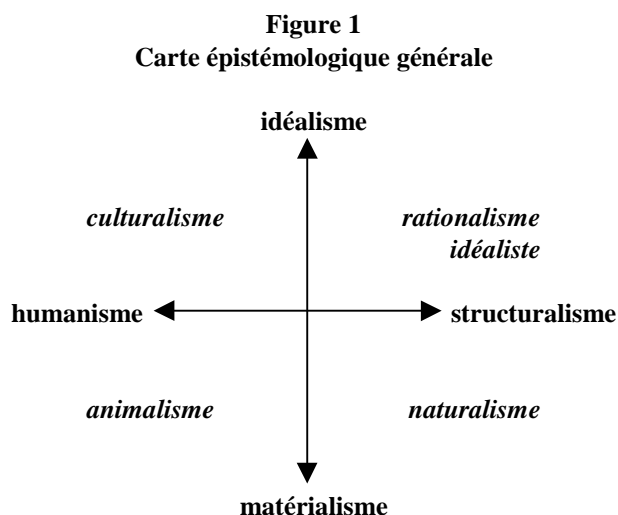 Figure 1
Carte épistémologique générale
idéalisme
culturalisme
rationalisme
idéaliste
humanisme
structuralisme
animalisme
naturalisme
matérialisme